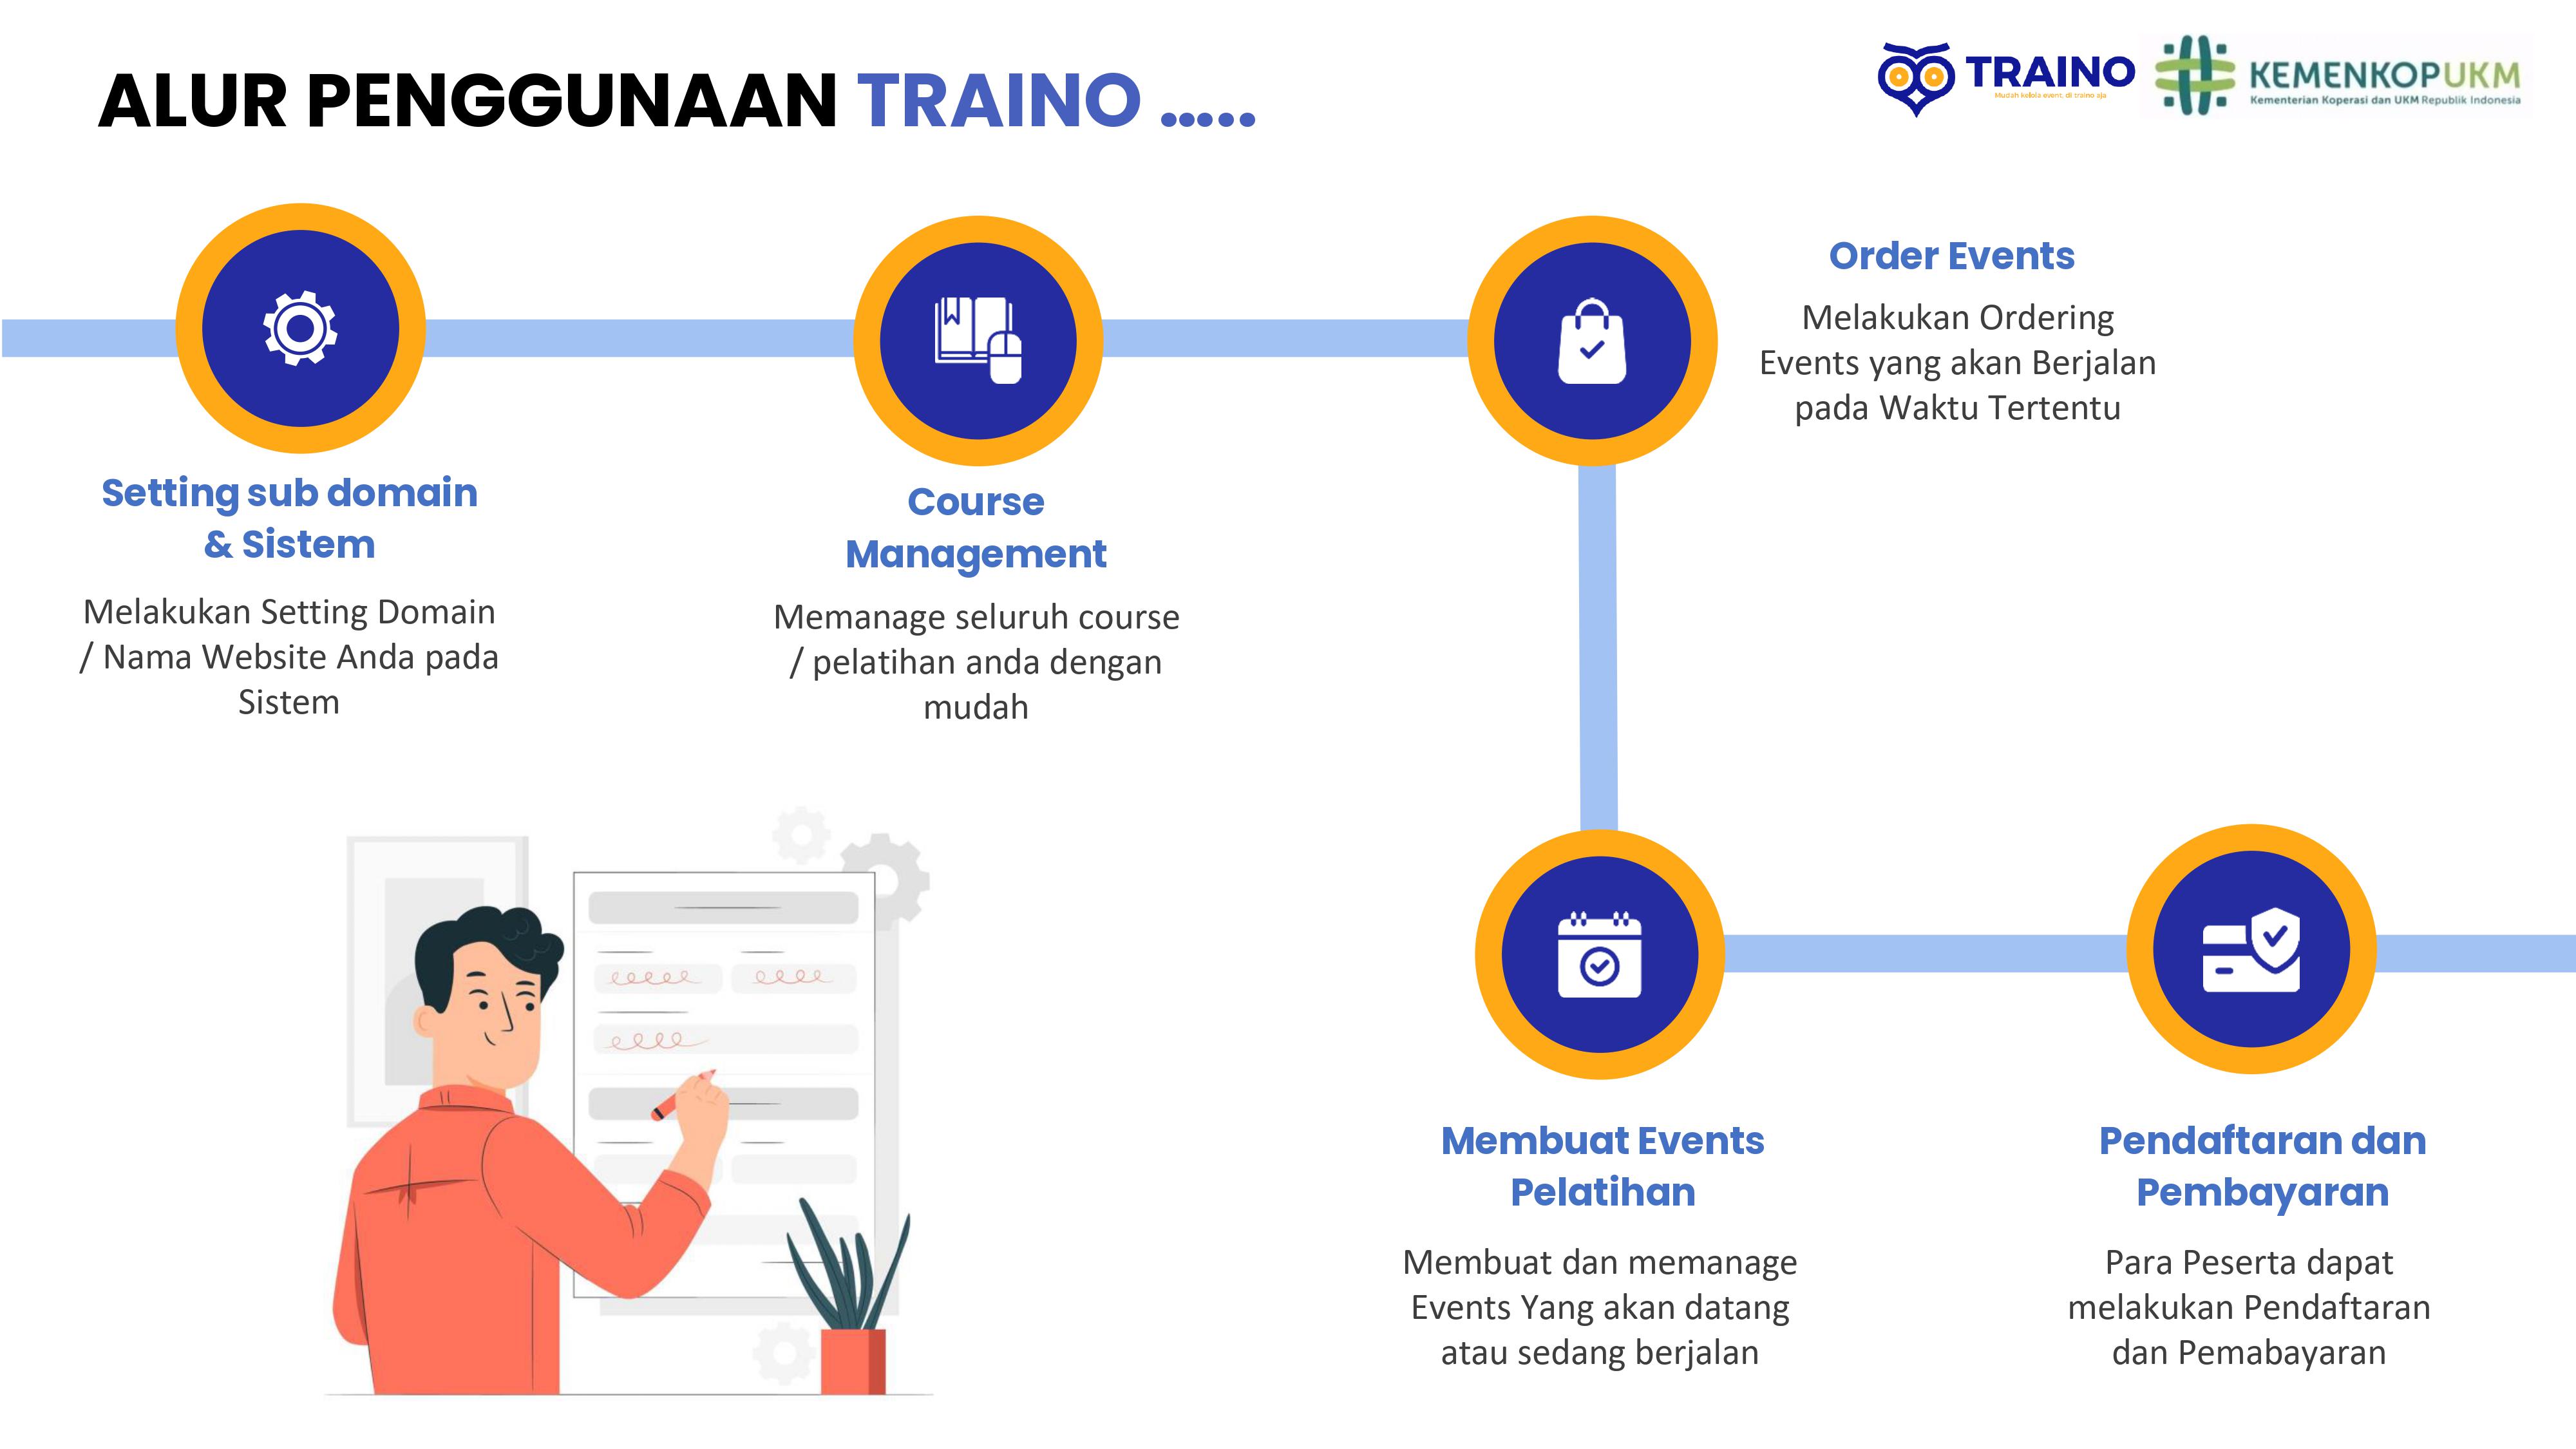 ALUR PENGGUNAAN TRAINO .....
TRAINO
Mudah kelola event, di traino aja
KEMENKOPUKM
Kementerian Koperasi dan UKM Republik Indonesia
Setting sub domain
& Sistem
Melakukan Setting Domain
/ Nama Website Anda pada
Sistem
Course
Management
Memanage seluruh course
/ pelatihan anda dengan
mudah
Order Events
Melakukan Ordering
Events yang akan Berjalan
pada Waktu Tertentu
Membuat Events
Pelatihan
Membuat dan memanage
Events Yang akan datang
atau sedang berjalan
Pendaftaran dan
Pembayaran
Para Peserta dapat
melakukan Pendaftaran
dan Pemabayaran